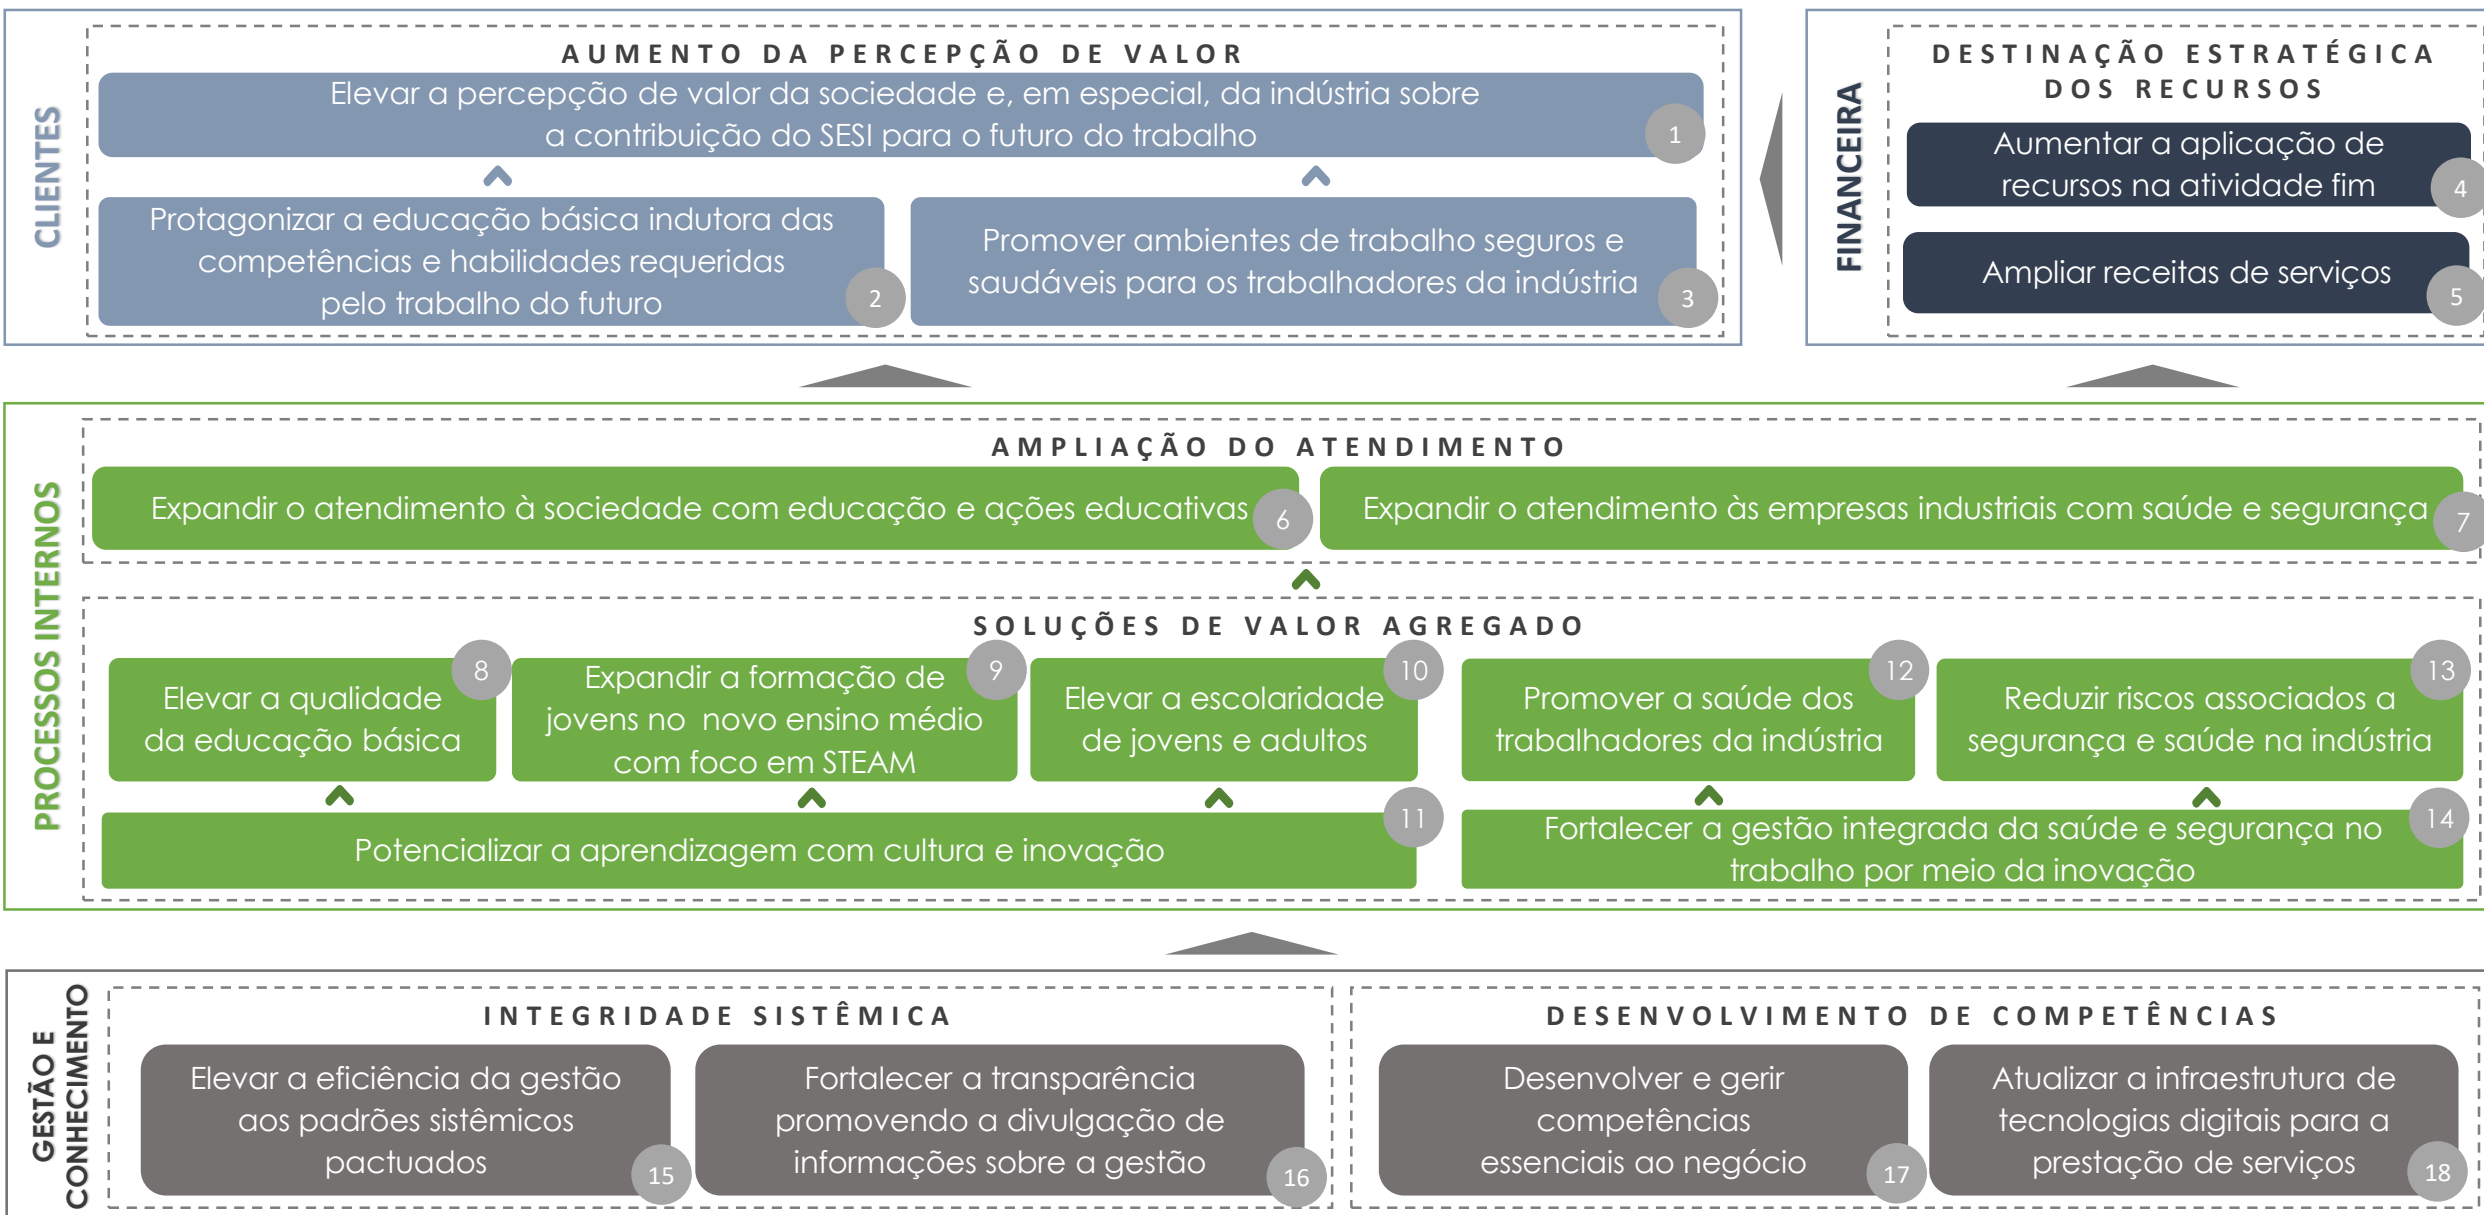 CLIENTES
AUMENTO DA PERCEPÇÃO DE VALOR
Elevar a percepção de valor da sociedade e, em especial, da indústria sobre
a contribuição do SESI para o futuro do trabalho
1
Protagonizar a educação básica indutora das
competências e habilidades requeridas
pelo trabalho do futuro
2
Promover ambientes de trabalho seguros e
saudáveis para os trabalhadores da indústria
3
FINANCEIRA
DESTINAÇÃO ESTRATÉGICA
DOS RECURSOS
Aumentar a aplicação de
recursos na atividade fim
4
Ampliar receitas de serviços
5
PROCESSOS INTERNOS
AMPLIAÇÃO DO ATENDIMENTO
Expandir o atendimento à sociedade com educação e ações educativas
6
Expandir o atendimento às empresas industriais com saúde e segurança
7
SOLUÇÕES DE VALOR AGREGADO
Elevar a qualidade
da educação básica
8
Expandir a formação de
jovens no novo ensino médio
com foco em STEAM
9
Elevar a escolaridade
de jovens e adultos
10
Promover a saúde dos
trabalhadores da indústria
12
Reduzir riscos associados a
segurança e saúde na indústria
13
Potencializar a aprendizagem com cultura e inovação
11
Fortalecer a gestão integrada da saúde e segurança no
trabalho por meio da inovação
14
GESTÃO E
CONHECIMENTO
INTEGRIDADE SISTÊMICA
Elevar a eficiência da gestão
aos padrões sistêmicos
pactuados
15
Fortalecer a transparência
promovendo a divulgação de
informações sobre a gestão
16
DESENVOLVIMENTO DE COMPETÊNCIAS
Desenvolver e gerir
competências
essenciais ao negócio
17
Atualizar a infraestrutura de
tecnologias digitais para a
prestação de serviços
18